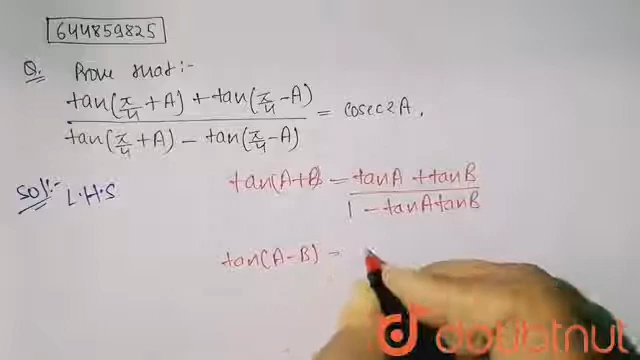 644859825
Q. Prove that:-
tan(π/4 + A) + tan(π/4 - A) / tan(π/4 + A) - tan(π/4 - A) = cosec2A.
Sol:- L.H.S
tan(A+B) = tanA + tanB / 1 - tanA tanB
tan(A-B) =
doubtnut